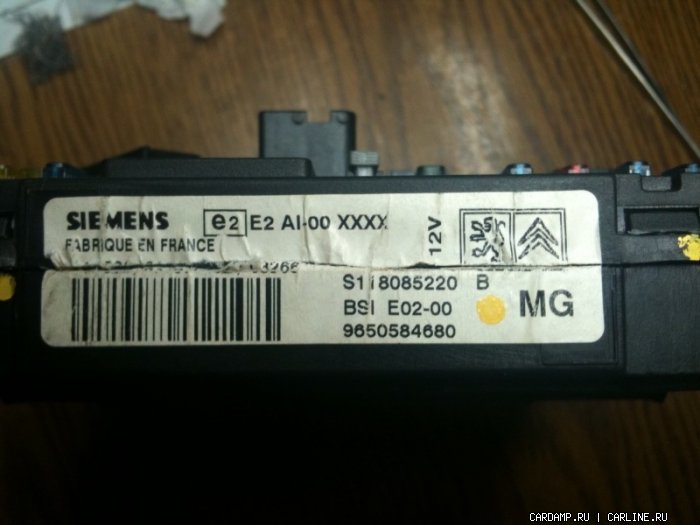 SIEMENS e2 E2 AI-00 XXXX
FABRIQUE EN FRANCE
12V
S118085220 B
BSI E02-00
MG
9650584680
CARDAMP.RU | CARLINE.RU